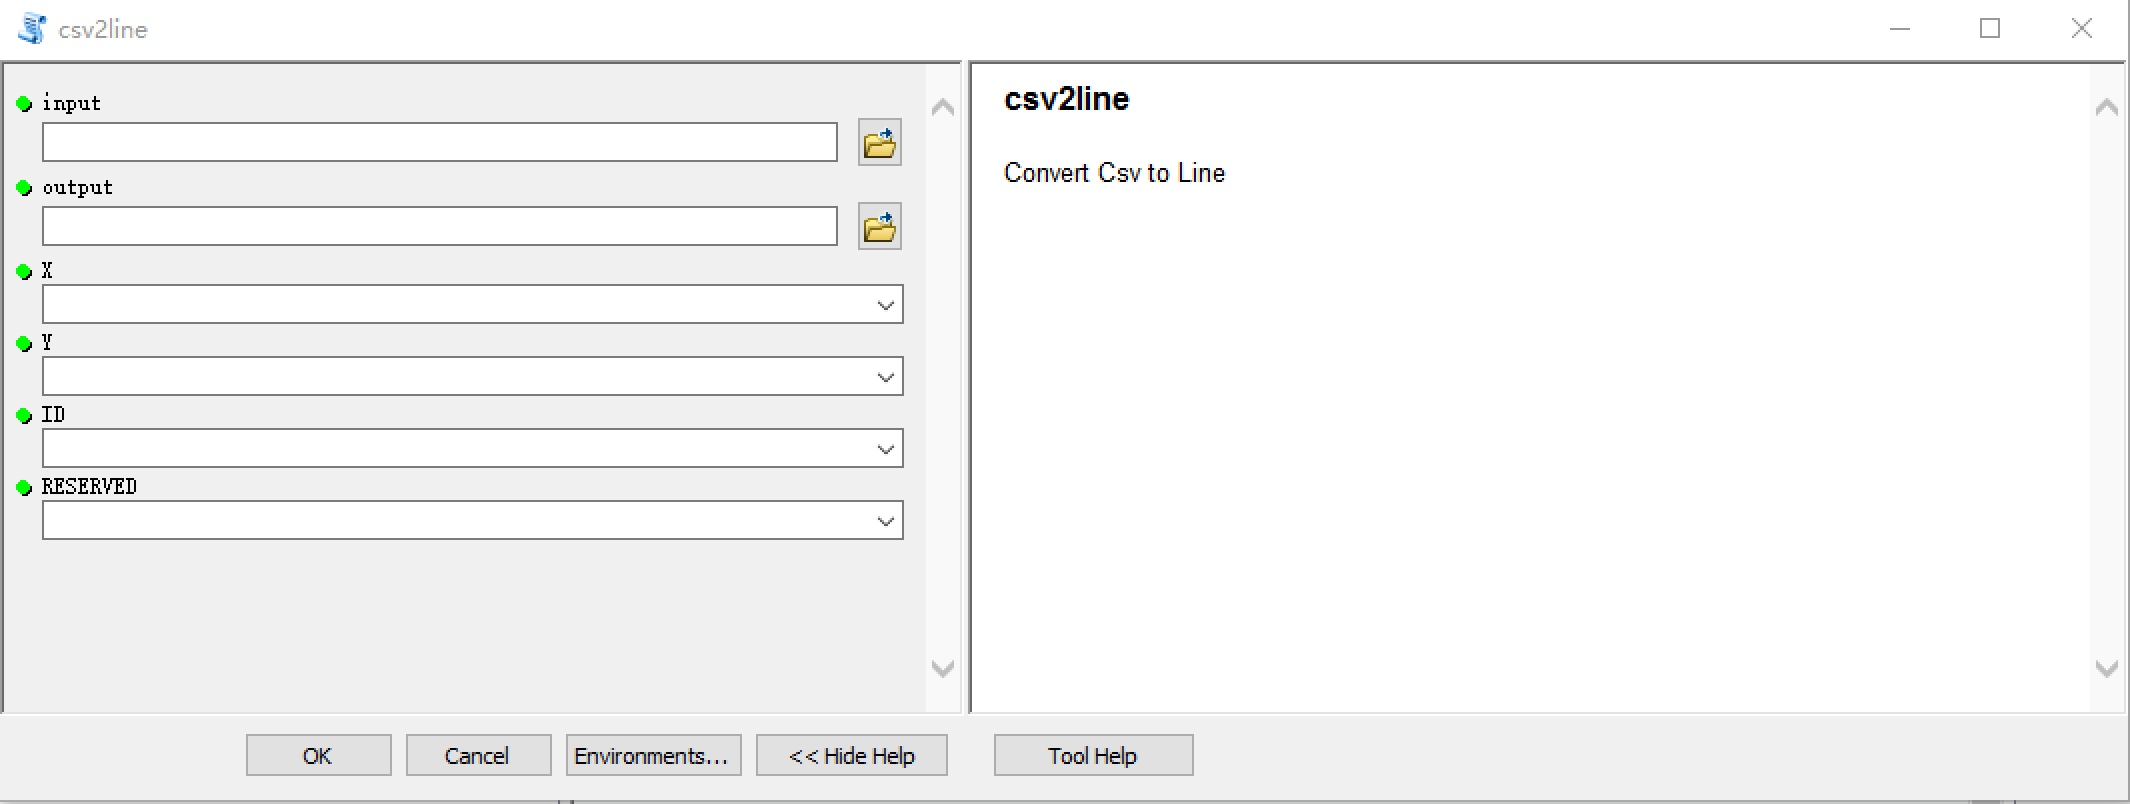 csv2line
input
output
X
Y
ID
RESERVED
csv2line
Convert Csv to Line
OK
Cancel
Environments...
<< Hide Help
Tool Help